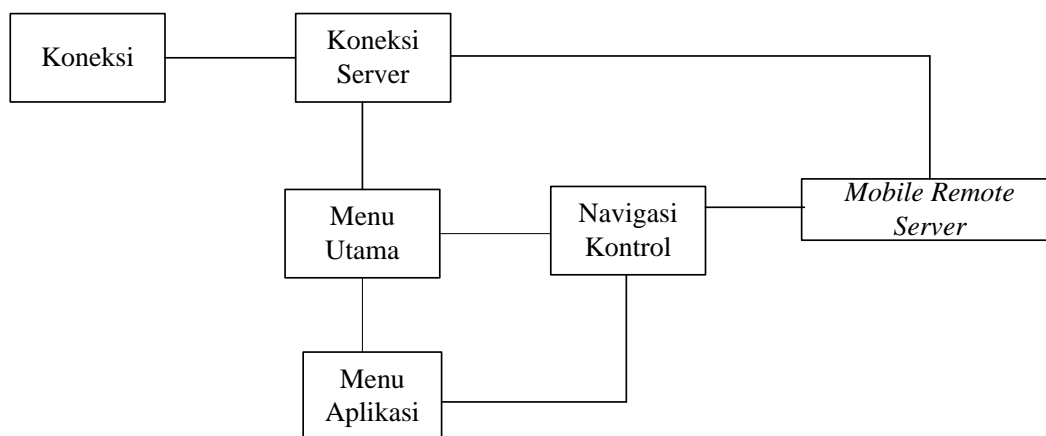 Koneksi
Koneksi
Server
Menu
Utama
Navigasi
Kontrol
Mobile Remote
Server
Menu
Aplikasi